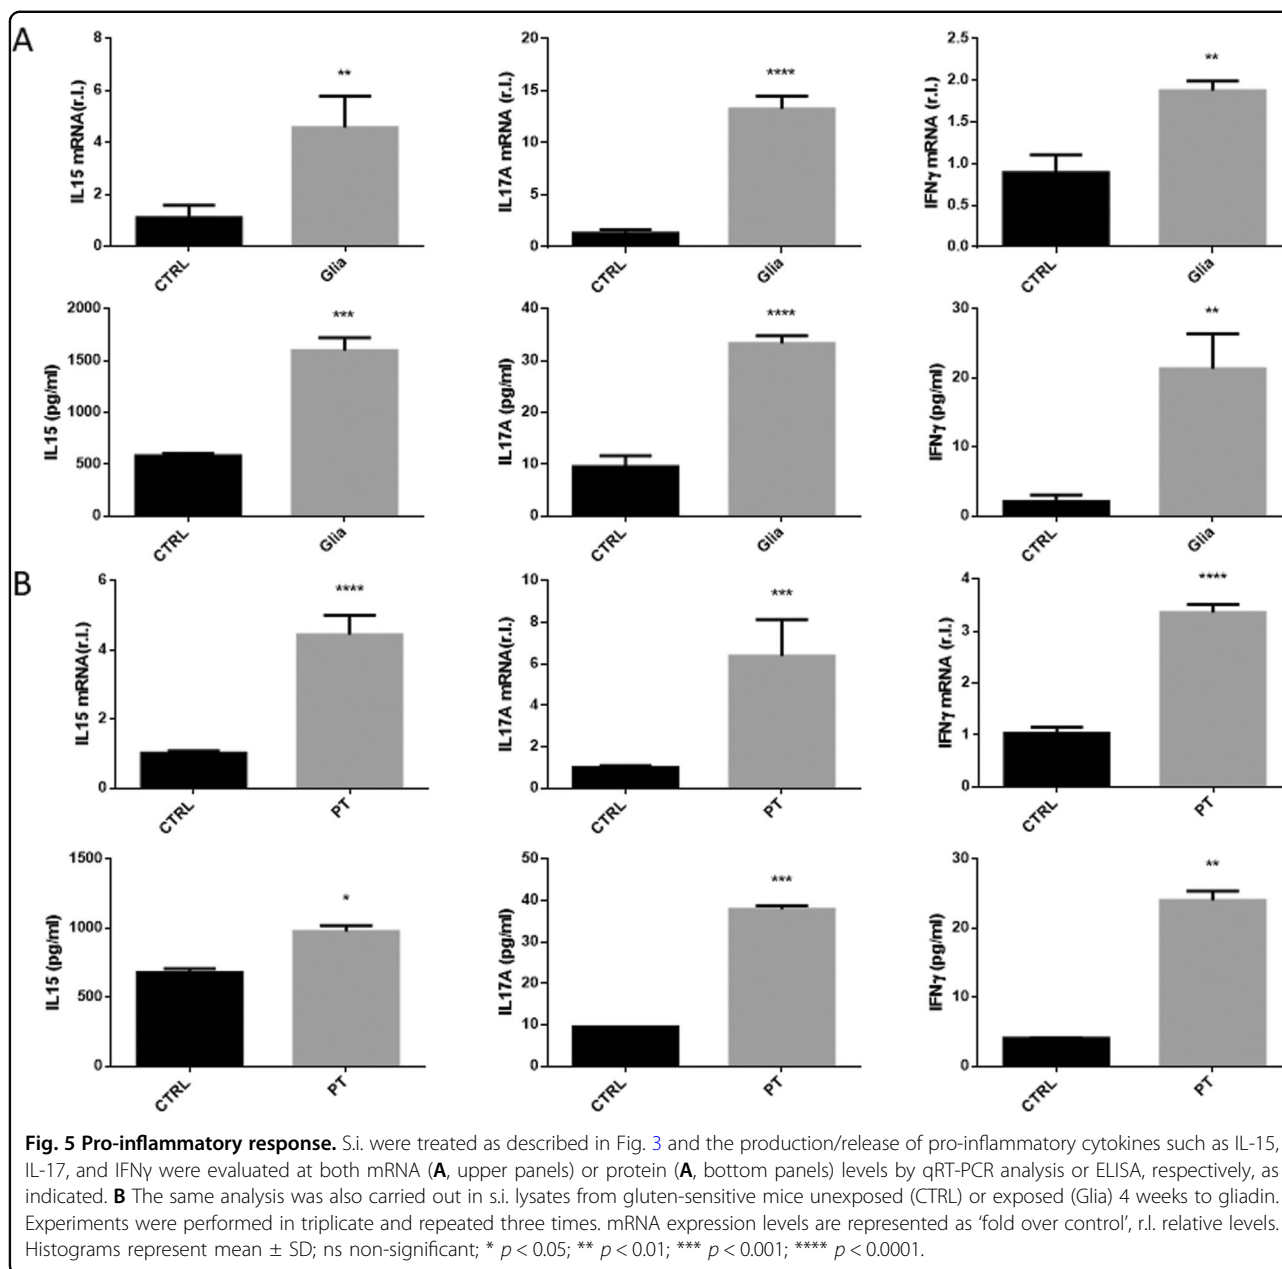 A
IL15 mRNA(r.l.)
8
6
4
2
0
**
CTRL
Glia
IL17A mRNA (r.l.)
20
15
10
5
0
****
CTRL
Glia
IFNγ mRNA (r.l.)
2.5
2.0
1.5
1.0
0.5
0.0
**
CTRL
Glia
IL15 (pg/ml)
2000
1500
1000
500
0
***
CTRL
Glia
IL17A (pg/ml)
40
30
20
10
0
****
CTRL
Glia
IFNγ (pg/ml)
30
20
10
0
**
CTRL
Glia
B
IL15 mRNA(r.l.)
6
4
2
0
****
CTRL
PT
IL17A mRNA(r.l.)
10
8
6
4
2
0
***
CTRL
PT
IFNγ mRNA (r.l.)
4
3
2
1
0
****
CTRL
PT
IL15 (pg/ml)
1500
1000
500
0
*
CTRL
PT
IL17A (pg/ml)
50
40
30
20
10
0
***
CTRL
PT
IFNγ (pg/ml)
30
20
10
0
**
CTRL
PT
Fig. 5 Pro-inflammatory response. S.i. were treated as described in Fig. 3 and the production/release of pro-inflammatory cytokines such as IL-15,
IL-17, and IFNγ were evaluated at both mRNA (A, upper panels) or protein (A, bottom panels) levels by qRT-PCR analysis or ELISA, respectively, as
indicated. B The same analysis was also carried out in s.i. lysates from gluten-sensitive mice unexposed (CTRL) or exposed (Glia) 4 weeks to gliadin.
Experiments were performed in triplicate and repeated three times. mRNA expression levels are represented as ‘fold over control’, r.l. relative levels.
Histograms represent mean ± SD; ns non-significant; * p < 0.05; ** p < 0.01; *** p < 0.001; **** p < 0.0001.